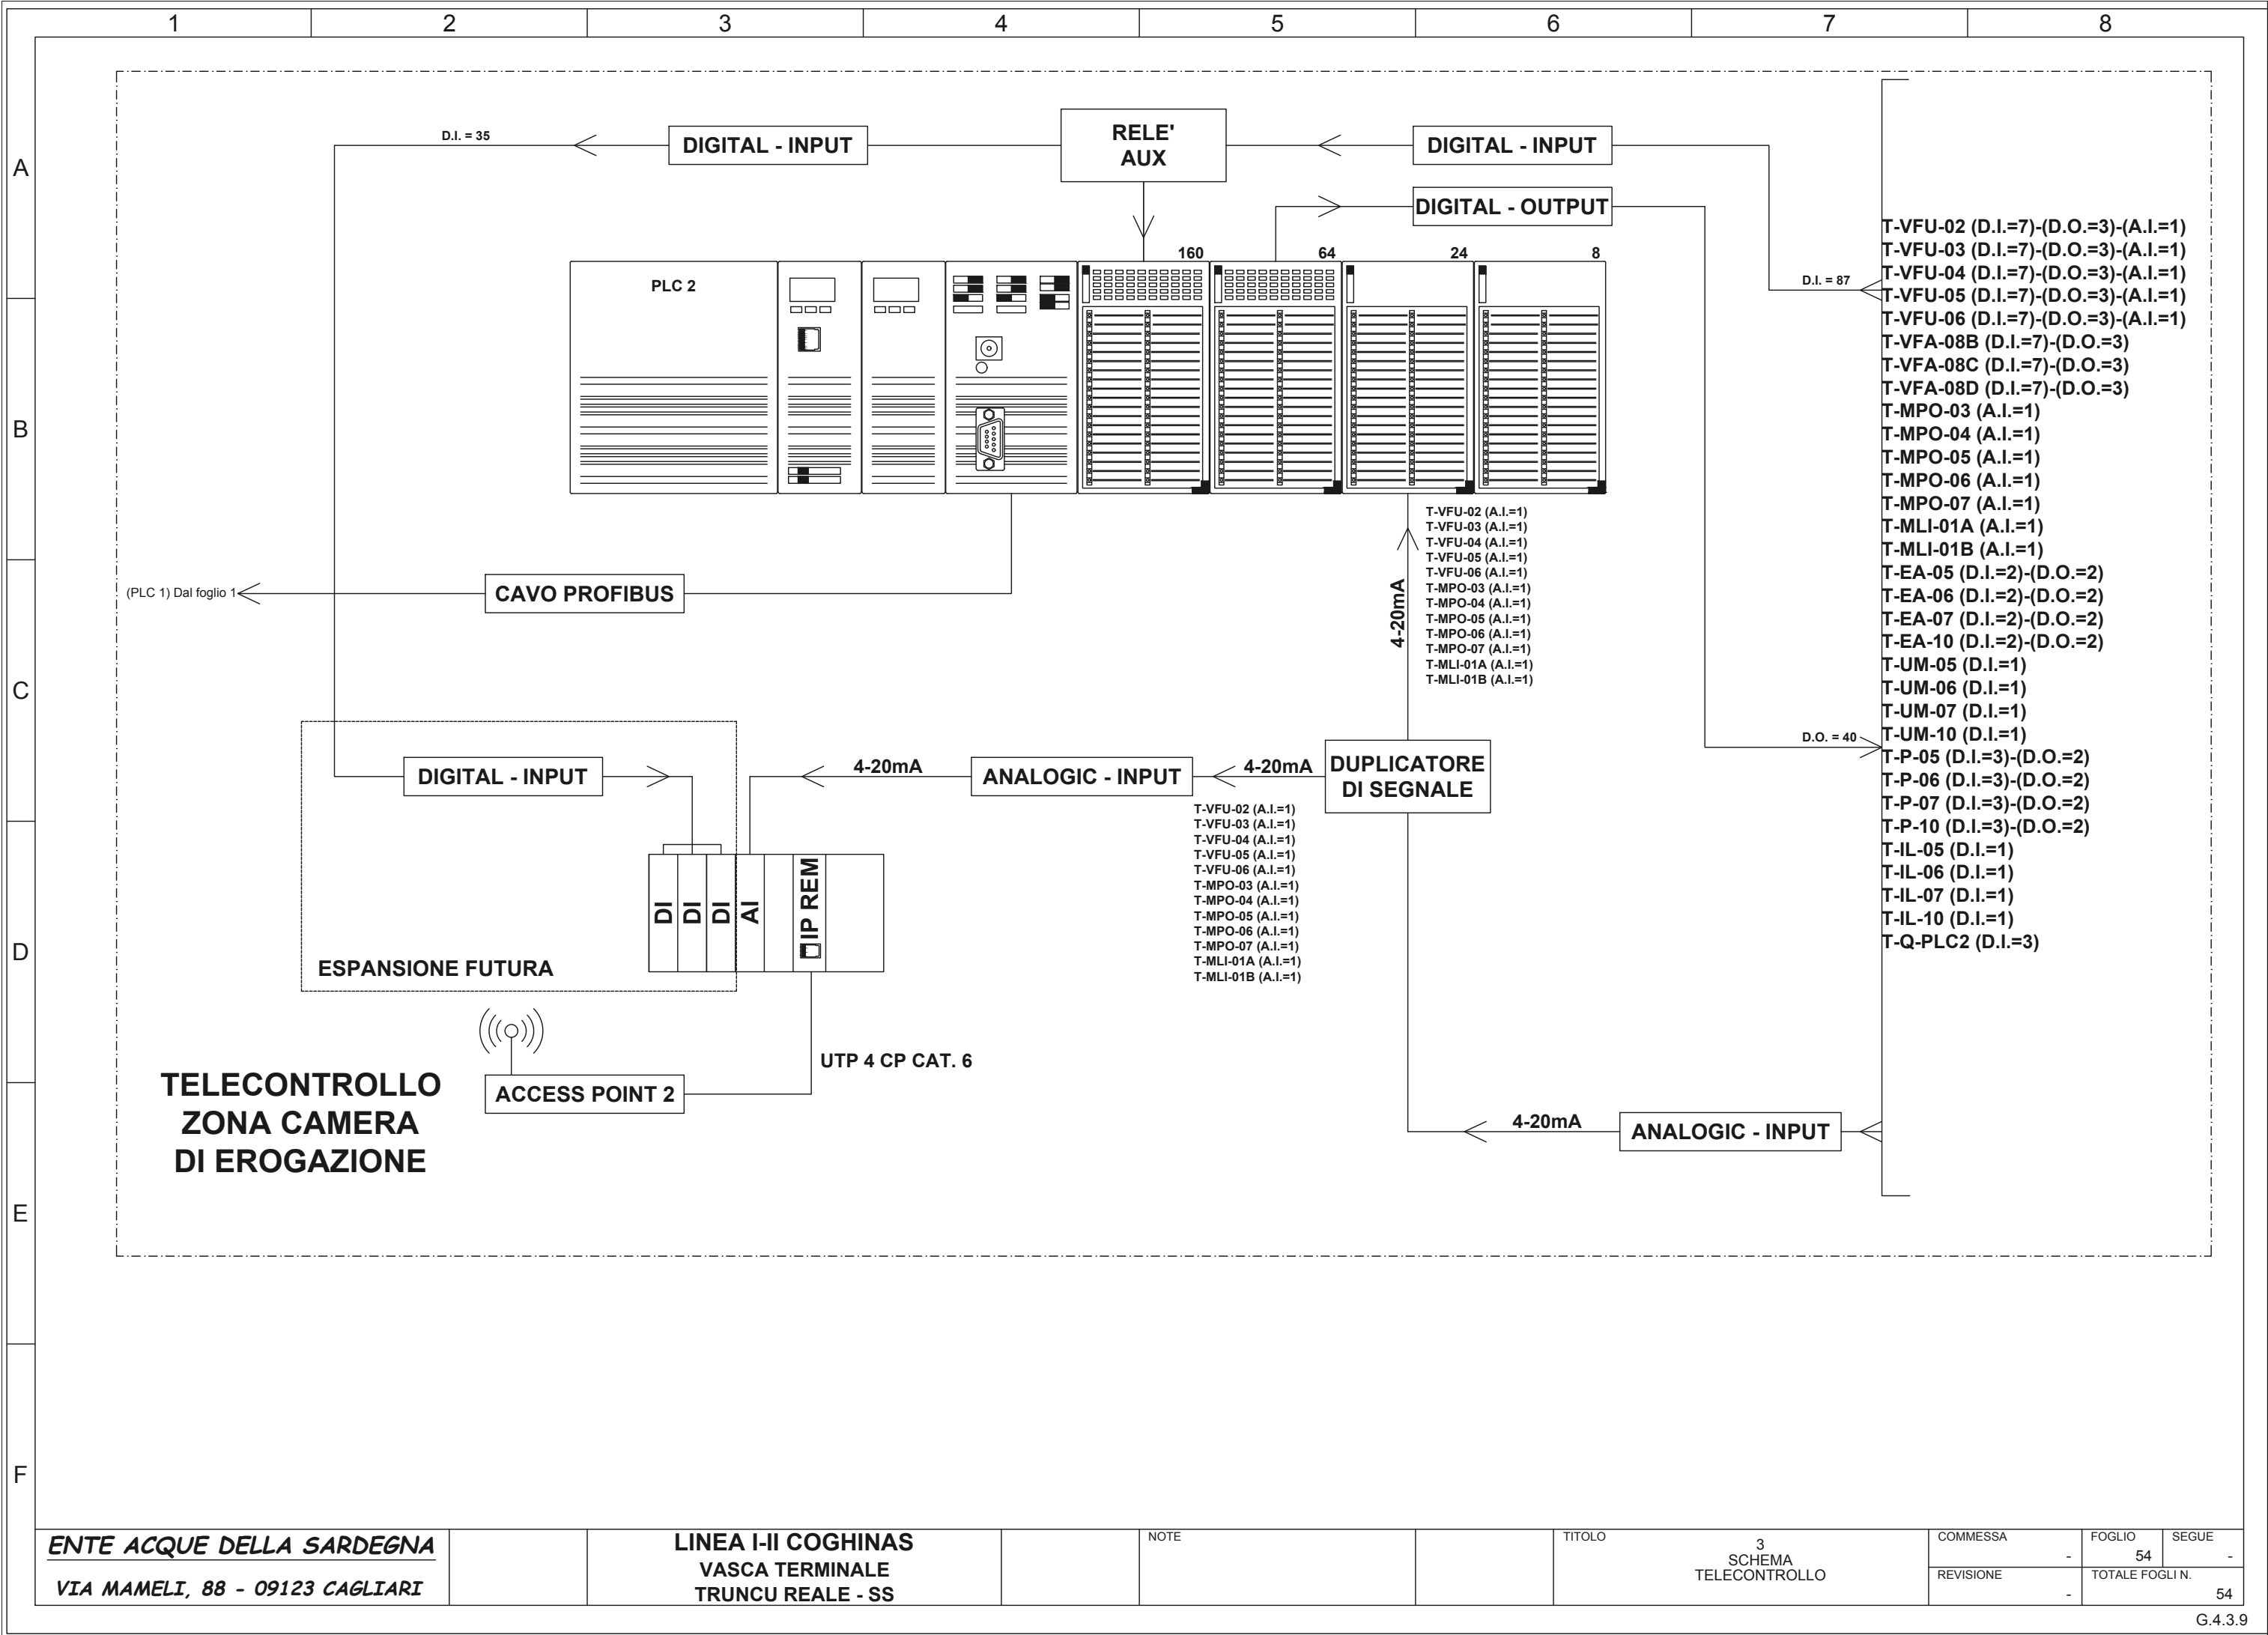 1 2 3 4 5 6 7 8
A
B
C
D
E
F
D.I. = 35
DIGITAL - INPUT
RELE'
AUX
DIGITAL - INPUT
DIGITAL - OUTPUT
PLC 2
160
64
24
8
D.I. = 87
T-VFU-02 (D.I.=7)-(D.O.=3)-(A.I.=1)
T-VFU-03 (D.I.=7)-(D.O.=3)-(A.I.=1)
T-VFU-04 (D.I.=7)-(D.O.=3)-(A.I.=1)
T-VFU-05 (D.I.=7)-(D.O.=3)-(A.I.=1)
T-VFU-06 (D.I.=7)-(D.O.=3)-(A.I.=1)
T-VFA-08B (D.I.=7)-(D.O.=3)
T-VFA-08C (D.I.=7)-(D.O.=3)
T-VFA-08D (D.I.=7)-(D.O.=3)
T-MPO-03 (A.I.=1)
T-MPO-04 (A.I.=1)
T-MPO-05 (A.I.=1)
T-MPO-06 (A.I.=1)
T-MPO-07 (A.I.=1)
T-MLI-01A (A.I.=1)
T-MLI-01B (A.I.=1)
T-EA-05 (D.I.=2)-(D.O.=2)
T-EA-06 (D.I.=2)-(D.O.=2)
T-EA-07 (D.I.=2)-(D.O.=2)
T-EA-10 (D.I.=2)-(D.O.=2)
T-UM-05 (D.I.=1)
T-UM-06 (D.I.=1)
T-UM-07 (D.I.=1)
T-UM-10 (D.I.=1)
T-P-05 (D.I.=3)-(D.O.=2)
T-P-06 (D.I.=3)-(D.O.=2)
T-P-07 (D.I.=3)-(D.O.=2)
T-P-10 (D.I.=3)-(D.O.=2)
T-IL-05 (D.I.=1)
T-IL-06 (D.I.=1)
T-IL-07 (D.I.=1)
T-IL-10 (D.I.=1)
T-Q-PLC2 (D.I.=3)
D.O. = 40
T-VFU-02 (A.I.=1)
T-VFU-03 (A.I.=1)
T-VFU-04 (A.I.=1)
T-VFU-05 (A.I.=1)
T-VFU-06 (A.I.=1)
T-MPO-03 (A.I.=1)
T-MPO-04 (A.I.=1)
T-MPO-05 (A.I.=1)
T-MPO-06 (A.I.=1)
T-MPO-07 (A.I.=1)
T-MLI-01A (A.I.=1)
T-MLI-01B (A.I.=1)
4-20mA
(PLC 1) Dal foglio 1
CAVO PROFIBUS
DIGITAL - INPUT
4-20mA
ANALOGIC - INPUT
4-20mA
DUPLICATORE
DI SEGNALE
T-VFU-02 (A.I.=1)
T-VFU-03 (A.I.=1)
T-VFU-04 (A.I.=1)
T-VFU-05 (A.I.=1)
T-VFU-06 (A.I.=1)
T-MPO-03 (A.I.=1)
T-MPO-04 (A.I.=1)
T-MPO-05 (A.I.=1)
T-MPO-06 (A.I.=1)
T-MPO-07 (A.I.=1)
T-MLI-01A (A.I.=1)
T-MLI-01B (A.I.=1)
DI
DI
DI
AI
IP REM
ESPANSIONE FUTURA
UTP 4 CP CAT. 6
ACCESS POINT 2
TELECONTROLLO
ZONA CAMERA
DI EROGAZIONE
4-20mA
ANALOGIC - INPUT
ENTE ACQUE DELLA SARDEGNA
VIA MAMELI, 88 - 09123 CAGLIARI
LINEA I-II COGHINAS
VASCA TERMINALE
TRUNCU REALE - SS
NOTE
TITOLO
3
SCHEMA
TELECONTROLLO
COMMESSA
-
FOGLIO
54
SEGUE
-
REVISIONE
-
TOTALE FOGLI N.
54
G.4.3.9